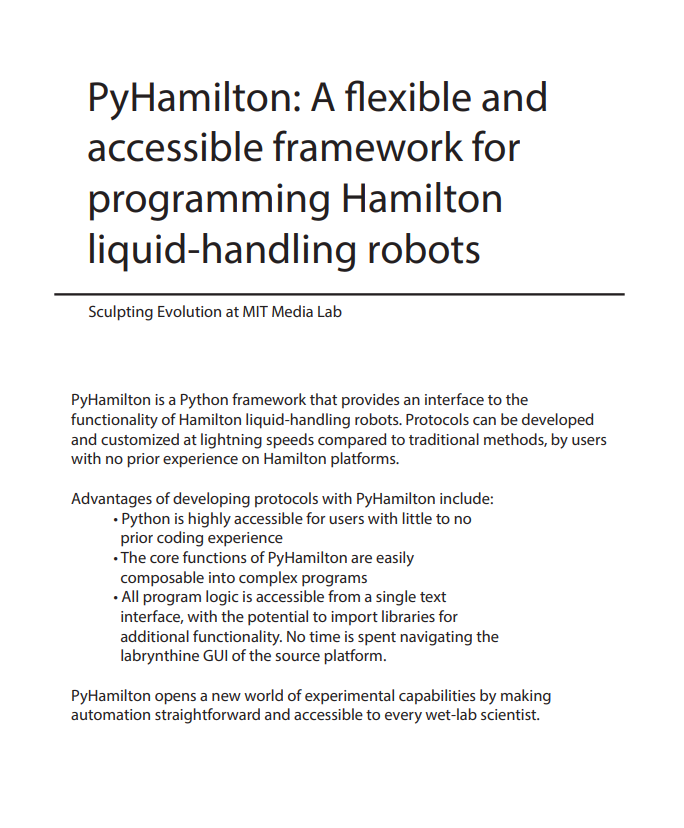 PyHamilton: A flexible and
accessible framework for
programming Hamilton
liquid-handling robots
Sculpting Evolution at MIT Media Lab
PyHamilton is a Python framework that provides an interface to the
functionality of Hamilton liquid-handling robots. Protocols can be developed
and customized at lightning speeds compared to traditional methods, by users
with no prior experience on Hamilton platforms.
Advantages of developing protocols with PyHamilton include:
• Python is highly accessible for users with little to no
prior coding experience
• The core functions of PyHamilton are easily
composable into complex programs
• All program logic is accessible from a single text
interface, with the potential to import libraries for
additional functionality. No time is spent navigating the
labrynthine GUI of the source platform.
PyHamilton opens a new world of experimental capabilities by making
automation straightforward and accessible to every wet-lab scientist.